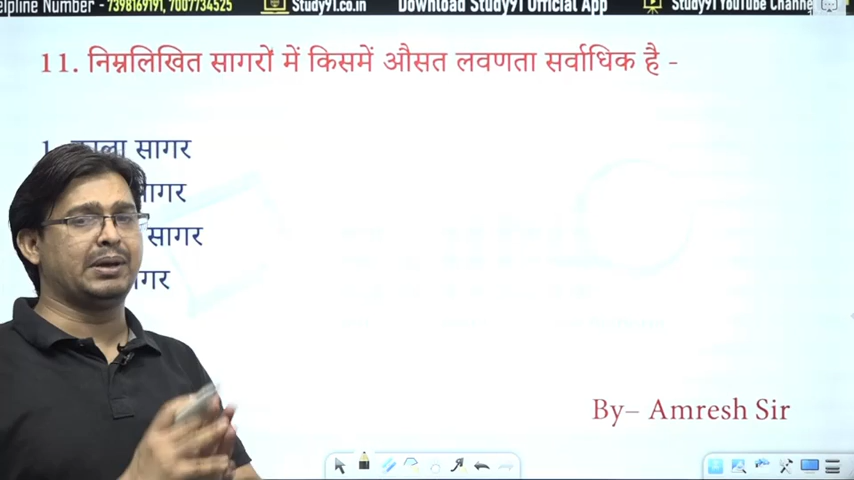 elpline Number - 7398169191, 7007734525 Study91.co.in Download Study91 Official App Study91 YouTube Channe
11. निम्नलिखित सागरों में किसमें औसत लवणता सर्वाधिक है -
1. काला सागर
सागर
सागर
सागर
By– Amresh Sir